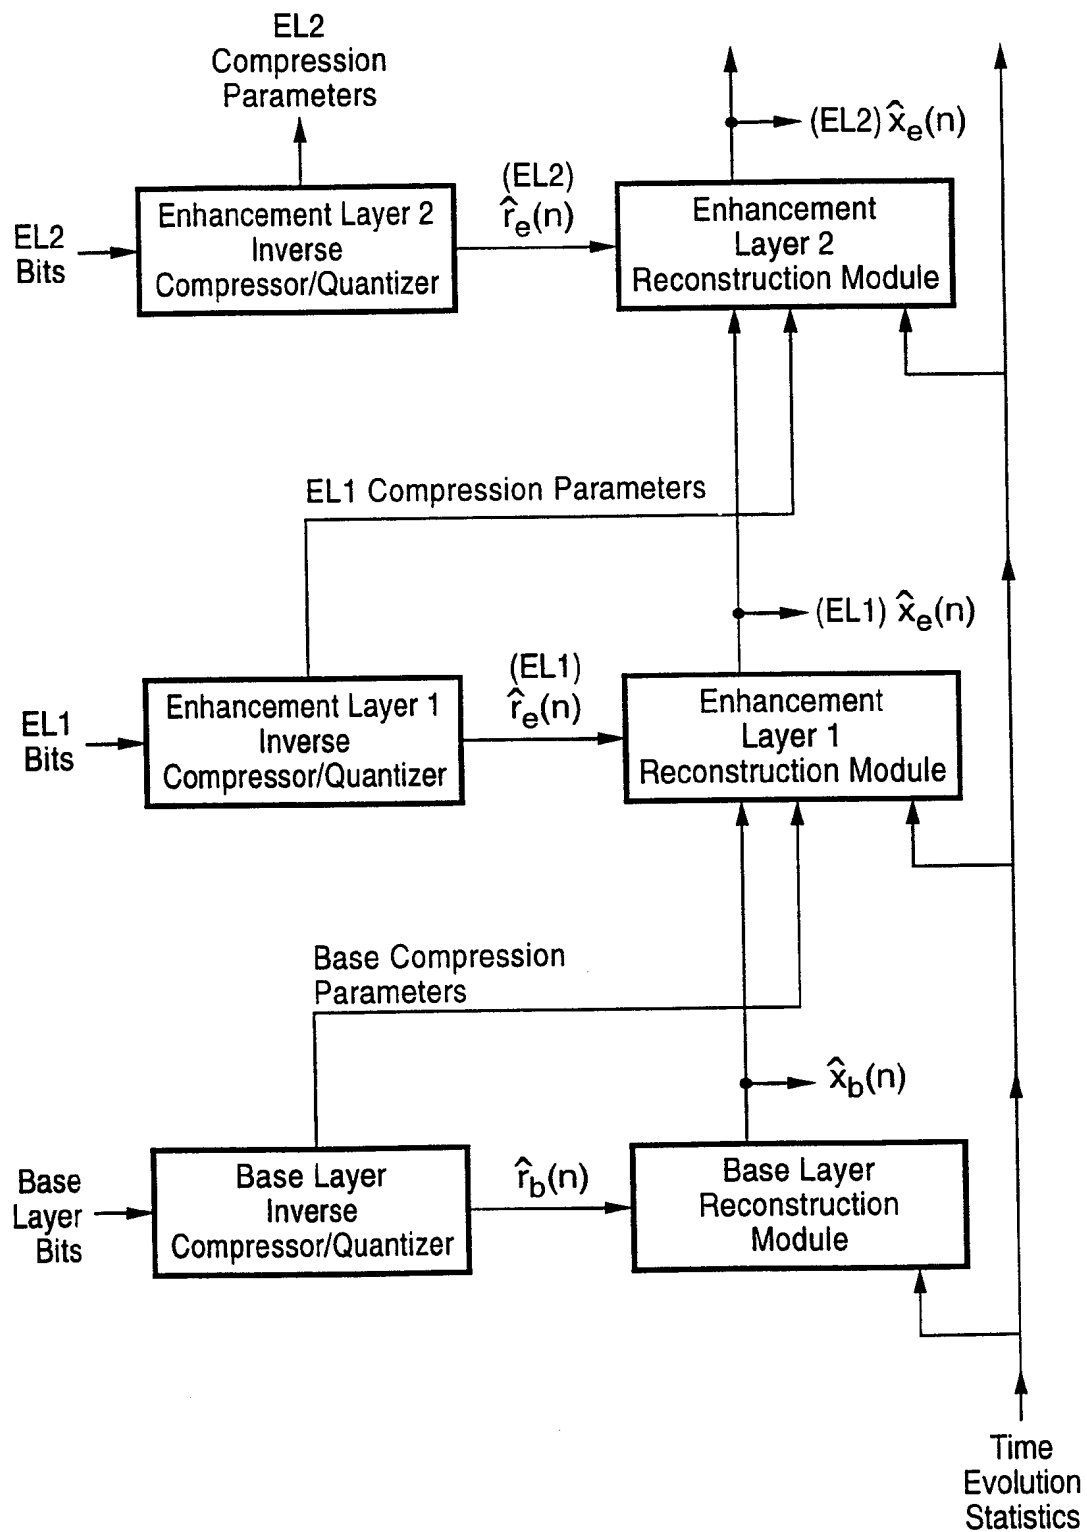 EL2
Compression
Parameters
(EL2) x̂e(n)
(EL2)
r̂e(n)
EL2
Bits
Enhancement Layer 2
Inverse
Compressor/Quantizer
Enhancement
Layer 2
Reconstruction Module
EL1 Compression Parameters
(EL1) x̂e(n)
(EL1)
r̂e(n)
EL1
Bits
Enhancement Layer 1
Inverse
Compressor/Quantizer
Enhancement
Layer 1
Reconstruction Module
Base Compression
Parameters
x̂b(n)
Base
Layer
Bits
Base Layer
Inverse
Compressor/Quantizer
r̂b(n)
Base Layer
Reconstruction
Module
Time
Evolution
Statistics